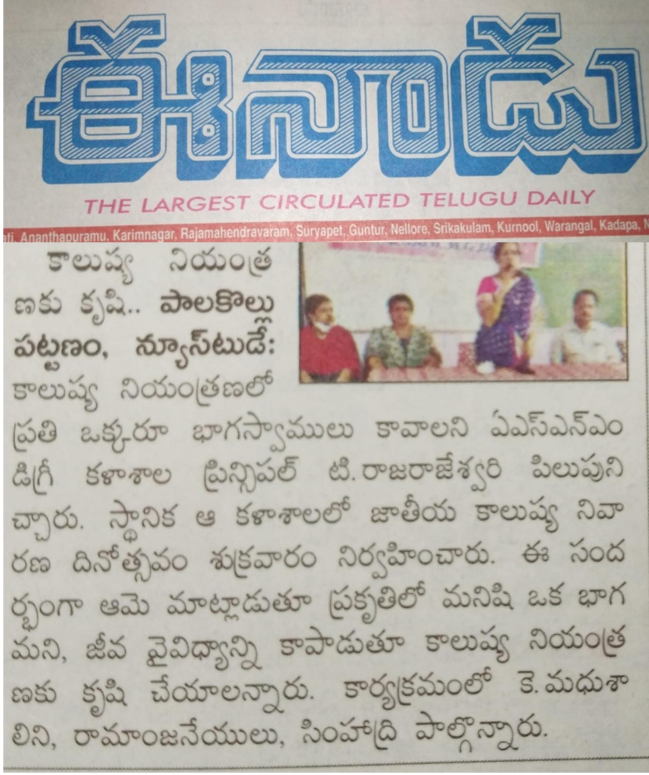 ఈనాడు
THE LARGEST CIRCULATED TELUGU DAILY
Ananthapuramu, Karimnagar, Rajamahendravaram, Suryapet, Guntur, Nellore, Srikakulam, Kurnool, Warangal, Kadapa,
కాలుష్య నియంత్ర
ణకు కృషి.. పాలకొల్లు
పట్టణం, న్యూస్‌టుడే:
కాలుష్య నియంత్రణలో
ప్రతి ఒక్కరూ భాగస్వాములు కావాలని ఏఎస్ఎన్ఎం
డిగ్రీ కళాశాల ప్రిన్సిపల్ టి.రాజరాజేశ్వరి పిలుపుని
చ్చారు. స్థానిక ఆ కళాశాలలో జాతీయ కాలుష్య నివా
రణ దినోత్సవం శుక్రవారం నిర్వహించారు. ఈ సంద
ర్భంగా ఆమె మాట్లాడుతూ ప్రకృతిలో మనిషి ఒక భాగ
మని, జీవ వైవిధ్యాన్ని కాపాడుతూ కాలుష్య నియంత్ర
ణకు కృషి చేయాలన్నారు. కార్యక్రమంలో కె.మధుశా
లిని, రామాంజనేయులు, సింహాద్రి పాల్గొన్నారు.